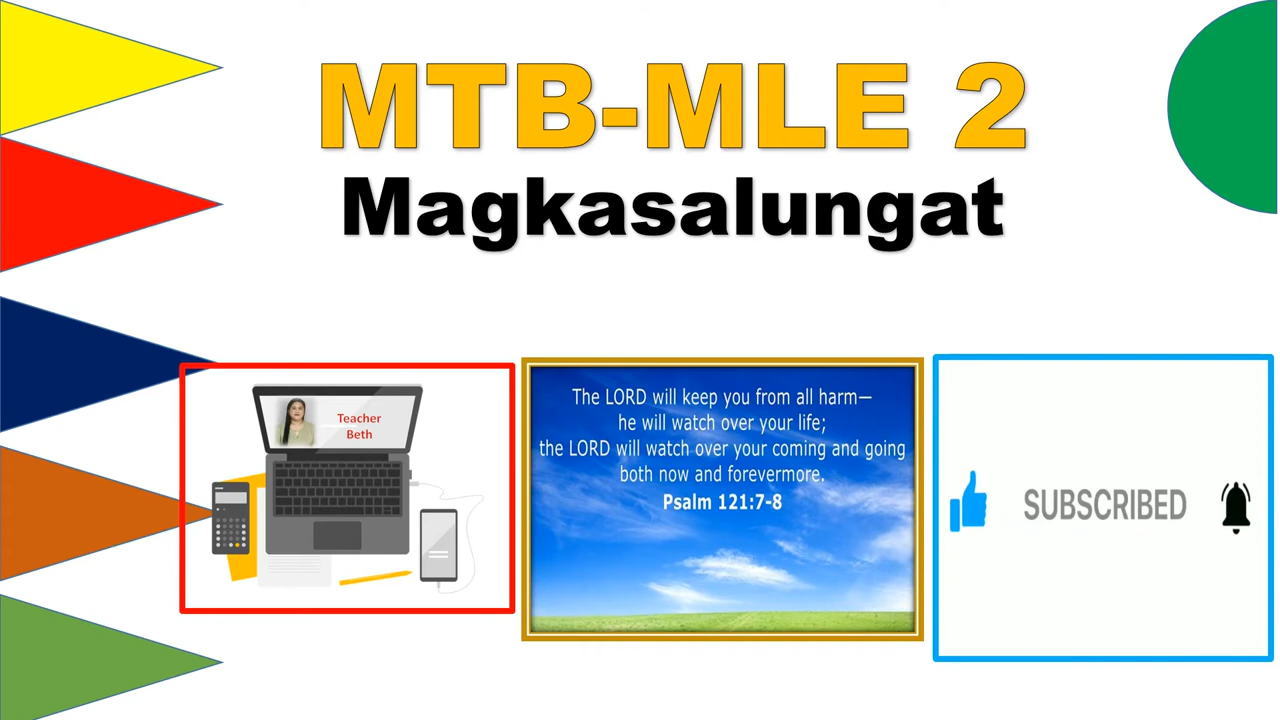 MTB-MLE 2
Magkasalungat
Teacher
Beth
The LORD will keep you from all harm—
he will watch over your life;
the LORD will watch over your coming and going
both now and forevermore.
Psalm 121:7-8
SUBSCRIBED